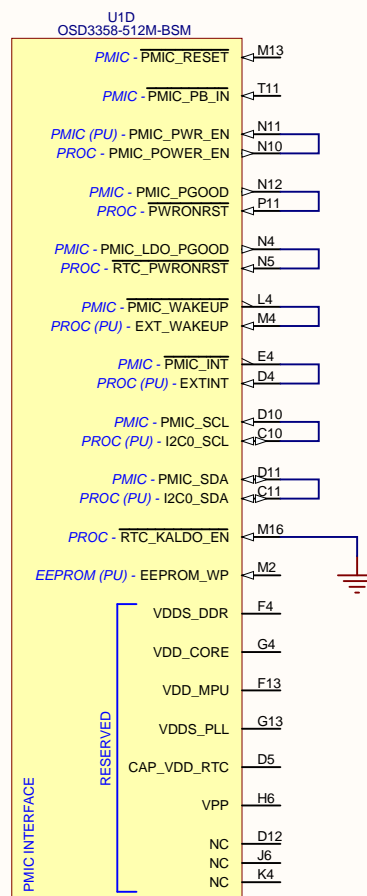 U1D
OSD3358-512M-BSM
PMIC - PMIC_RESET M13
PMIC - PMIC_PB_IN T11
PMIC (PU) - PMIC_PWR_EN N11
PROC - PMIC_POWER_EN N10
PMIC - PMIC_PGOOD N12
PROC - PWRONRST P11
PMIC - PMIC_LDO_PGOOD N4
PROC - RTC_PWRONRST N5
PMIC - PMIC_WAKEUP L4
PROC (PU) - EXT_WAKEUP M4
PMIC - PMIC_INT E4
PROC (PU) - EXTINT D4
PMIC - PMIC_SCL D10
PROC (PU) - I2C0_SCL C10
PMIC - PMIC_SDA D11
PROC (PU) - I2C0_SDA C11
PROC - RTC_KALDO_EN M16
EEPROM (PU) - EEPROM_WP M2
VDDS_DDR F4
VDD_CORE G4
VDD_MPU F13
VDDS_PLL G13
CAP_VDD_RTC D5
VPP H6
NC D12
NC J6
NC K4
RESERVED
PMIC INTERFACE